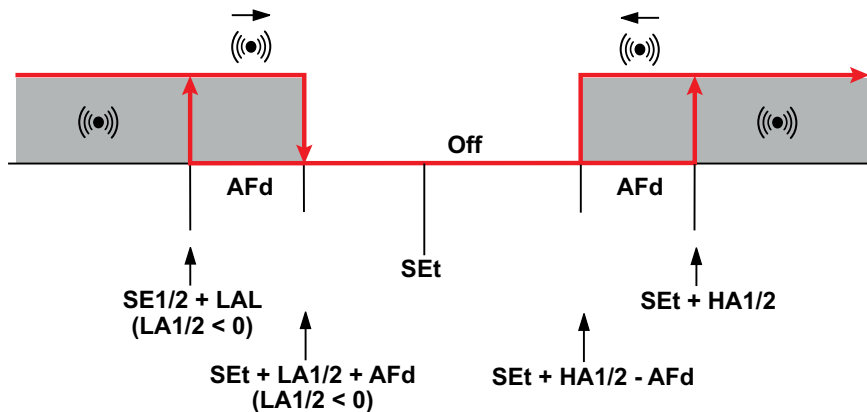 Off
AFd
AFd
SEt
SE1/2 + LAL
(LA1/2 < 0)
SEt + HA1/2
SEt + LA1/2 + AFd
(LA1/2 < 0)
SEt + HA1/2 - AFd